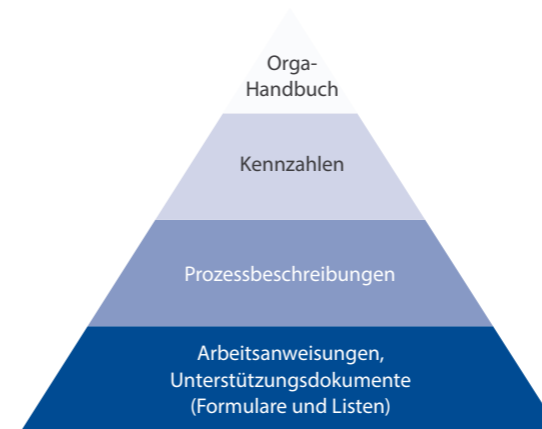 Orga-
Handbuch
Kennzahlen
Prozessbeschreibungen
Arbeitsanweisungen,
Unterstützungsdokumente
(Formulare und Listen)